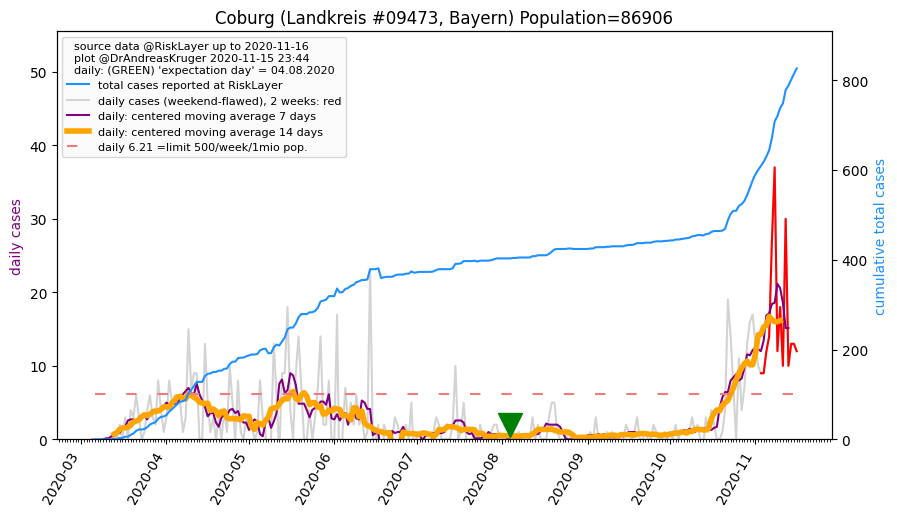 Coburg (Landkreis #09473, Bayern) Population=86906
source data @RiskLayer up to 2020-11-16
plot @DrAndreasKruger 2020-11-15 23:44
daily: (GREEN) 'expectation day' = 04.08.2020
total cases reported at RiskLayer
daily cases (weekend-flawed), 2 weeks: red
daily: centered moving average 7 days
daily: centered moving average 14 days
daily 6.21 =limit 500/week/1mio pop.
daily cases
50
40
30
20
10
0
cumulative total cases
800
600
400
200
0
2020-03
2020-04
2020-05
2020-06
2020-07
2020-08
2020-09
2020-10
2020-11